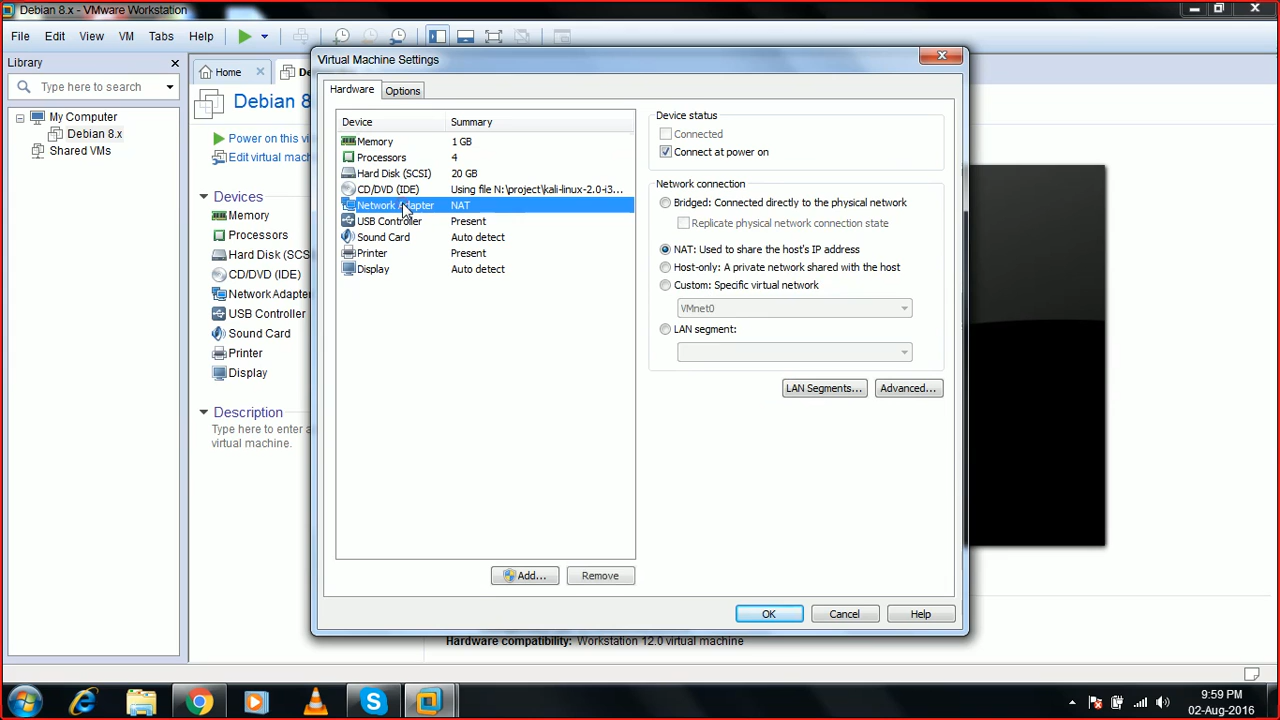 Debian 8.x - VMware Workstation
File Edit View VM Tabs Help
Library
Type here to search
My Computer
Debian 8.x
Shared VMs
Home
Debian 8
Power on this vi
Edit virtual mach
Devices
Memory
Processors
Hard Disk (SCS
CD/DVD (IDE)
Network Adapte
USB Controller
Sound Card
Printer
Display
Description
Type here to enter a
virtual machine.
Virtual Machine Settings
Hardware Options
Device Summary
Memory 1 GB
Processors 4
Hard Disk (SCSI) 20 GB
CD/DVD (IDE) Using file N:\project\kali-linux-2.0-i3...
Network Adapter NAT
USB Controller Present
Sound Card Auto detect
Printer Present
Display Auto detect
Add... Remove
Device status
Connected
Connect at power on
Network connection
Bridged: Connected directly to the physical network
Replicate physical network connection state
NAT: Used to share the host's IP address
Host-only: A private network shared with the host
Custom: Specific virtual network
VMnet0
LAN segment:
LAN Segments... Advanced...
OK Cancel Help
Hardware compatibility: Workstation 12.0 virtual machine
9:59 PM
02-Aug-2016